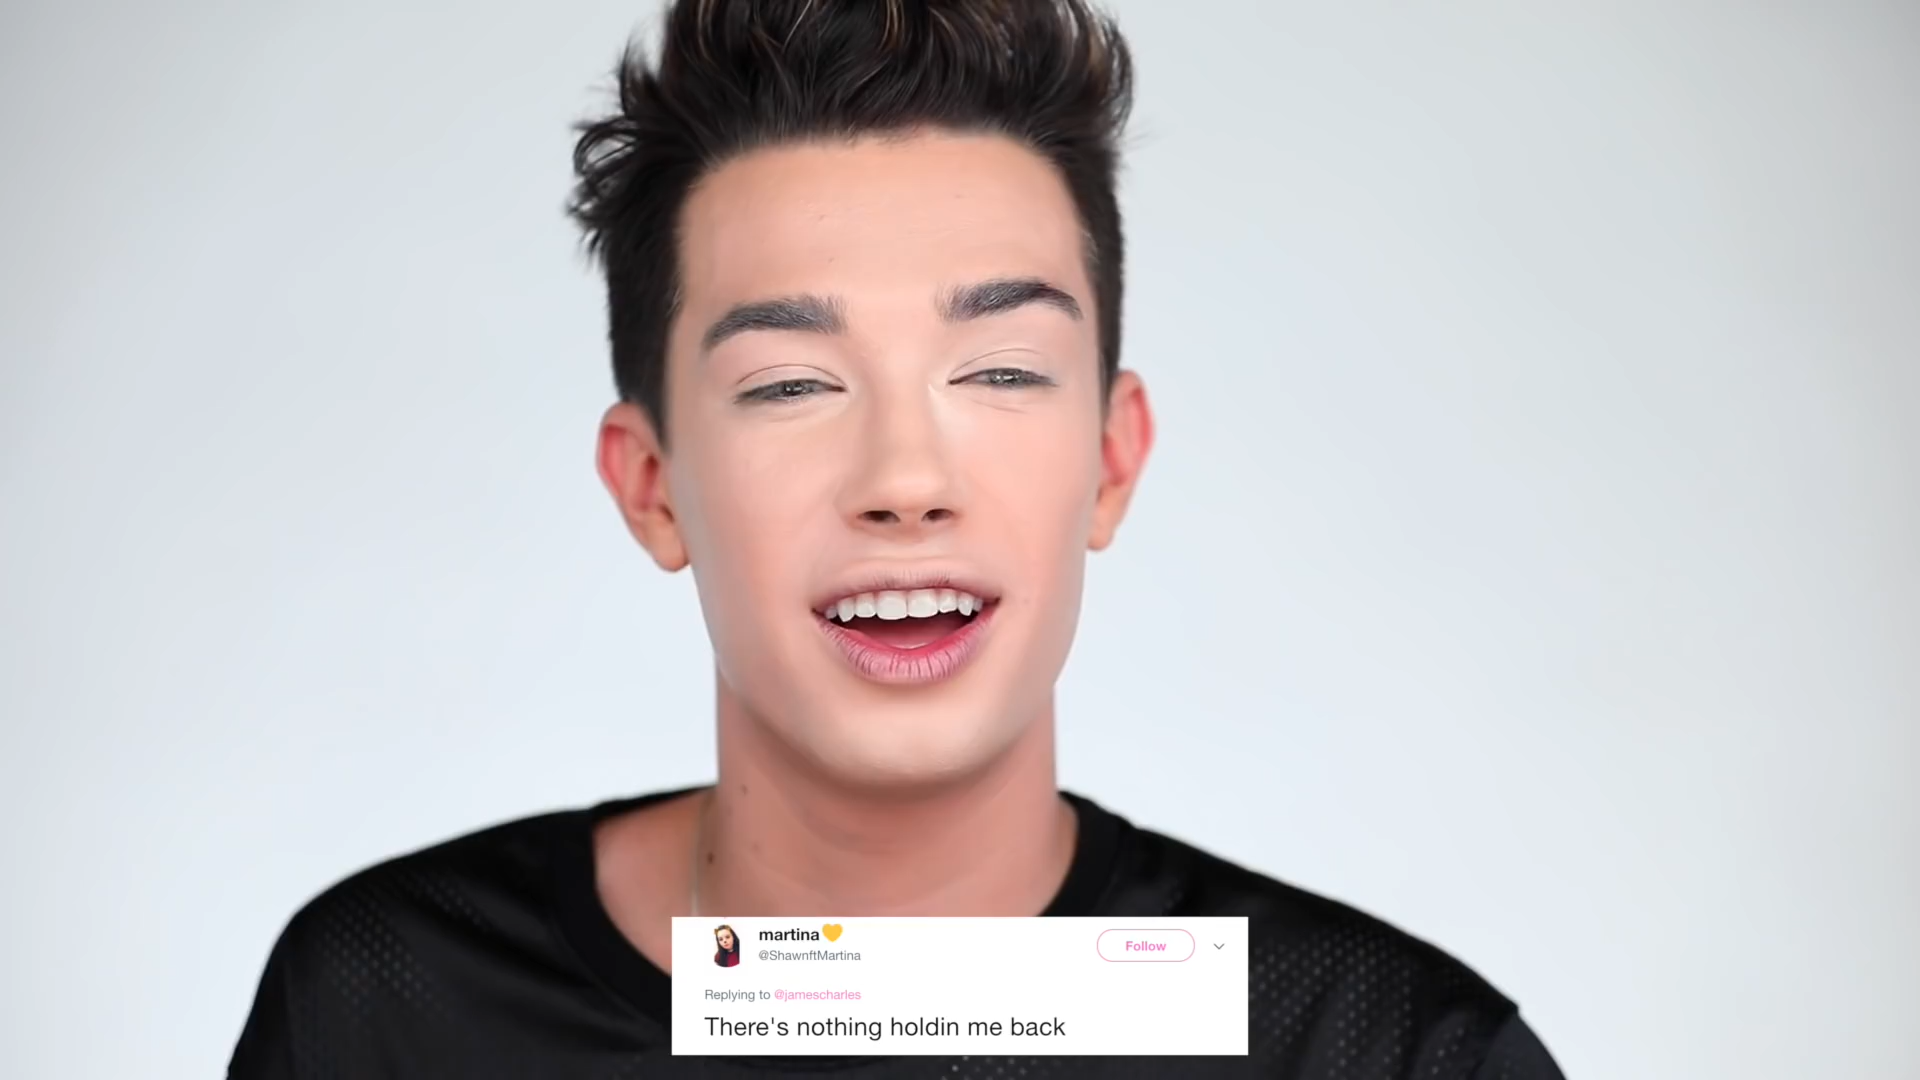 martina💛
@ShawnftMartina
Follow
Replying to @jamescharles
There's nothing holdin me back